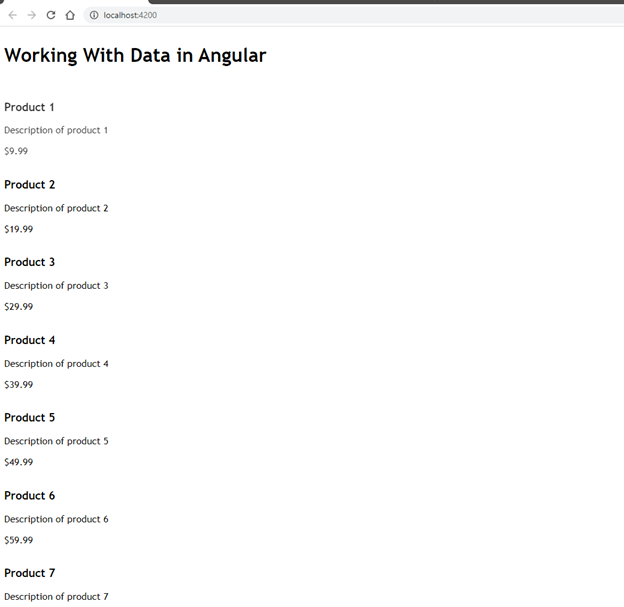 localhost:4200
Working With Data in Angular
Product 1
Description of product 1
$9.99
Product 2
Description of product 2
$19.99
Product 3
Description of product 3
$29.99
Product 4
Description of product 4
$39.99
Product 5
Description of product 5
$49.99
Product 6
Description of product 6
$59.99
Product 7
Description of product 7